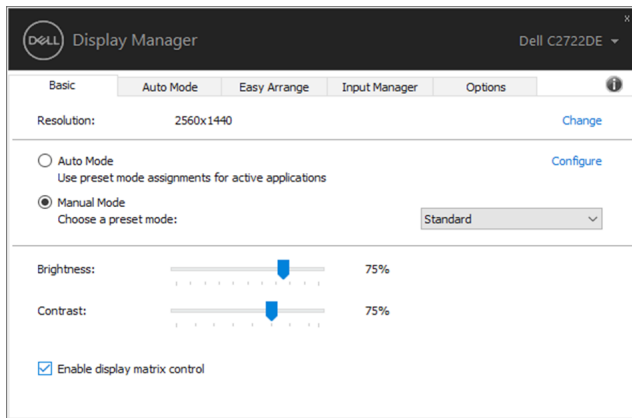 DELL Display Manager
Dell C2722DE
x
Basic
Auto Mode
Easy Arrange
Input Manager
Options
i
Resolution: 2560x1440 Change
Auto Mode Configure
Use preset mode assignments for active applications
Manual Mode
Choose a preset mode: Standard
Brightness: 75%
Contrast: 75%
Enable display matrix control